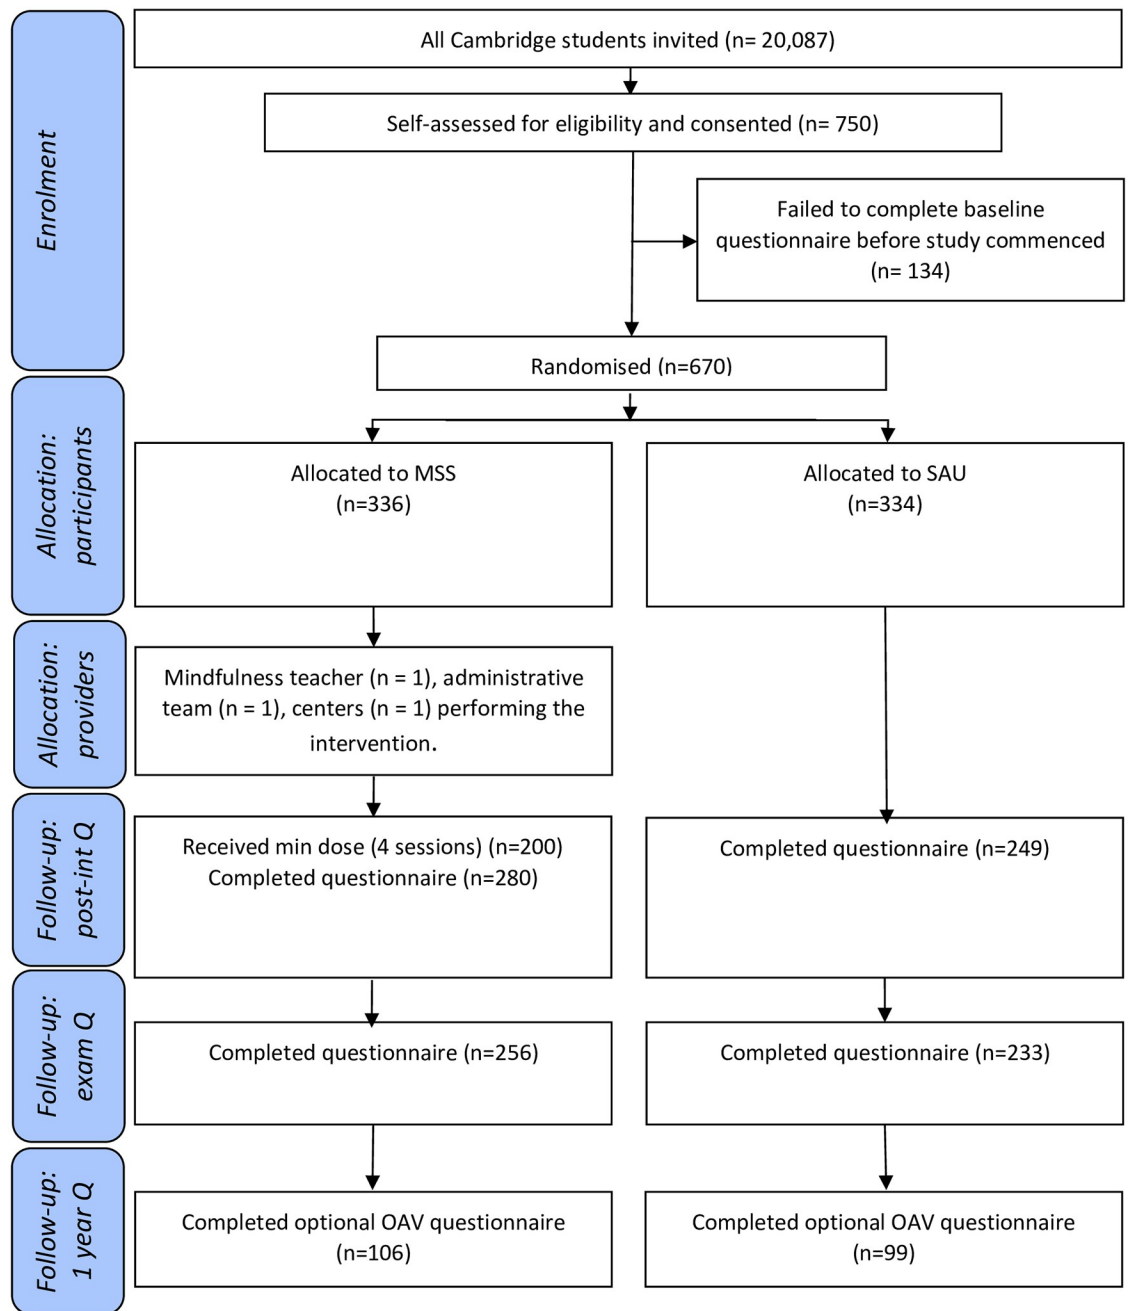 Enrolment
All Cambridge students invited (n= 20,087)
Self-assessed for eligibility and consented (n= 750)
Failed to complete baseline
questionnaire before study commenced
(n= 134)
Randomised (n=670)
Allocation:
participants
Allocated to MSS
(n=336)
Allocated to SAU
(n=334)
Allocation:
providers
Mindfulness teacher (n = 1), administrative
team (n = 1), centers (n = 1) performing the
intervention.
Follow-up:
post-int Q
Received min dose (4 sessions) (n=200)
Completed questionnaire (n=280)
Completed questionnaire (n=249)
Follow-up:
exam Q
Completed questionnaire (n=256)
Completed questionnaire (n=233)
Follow-up:
1 year Q
Completed optional OAV questionnaire
(n=106)
Completed optional OAV questionnaire
(n=99)